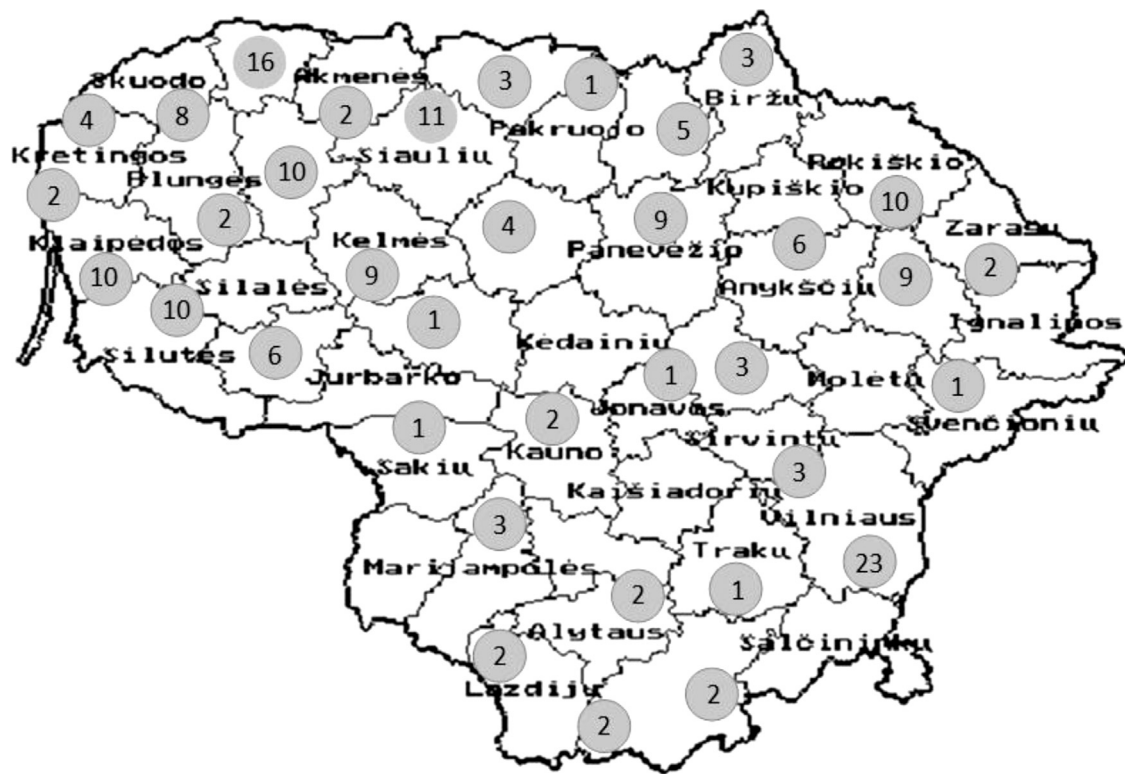 3
16
Skuodo
Akmenės
3
1
Biržų
4
8
2
11
Pakruojo
5
Kretingos
Šiaulių
Rokiškio
Plungės
10
Kupiškio
2
2
4
9
10
Klaipėdos
Kelmės
Panevėžio
6
Zarasų
10
Šilalės
9
Anykščių
9
2
10
1
Ignalinos
Šilutės
6
Jurbarko
Kėdainių
1
3
Molėtų
1
Jonavos
Švenčionių
1
2
Širvintų
Šakių
Kauno
3
Kaišiadorių
3
Vilniaus
Marijampolės
Trakų
23
2
1
Alytaus
Šalčininkų
2
Lazdijų
2
2